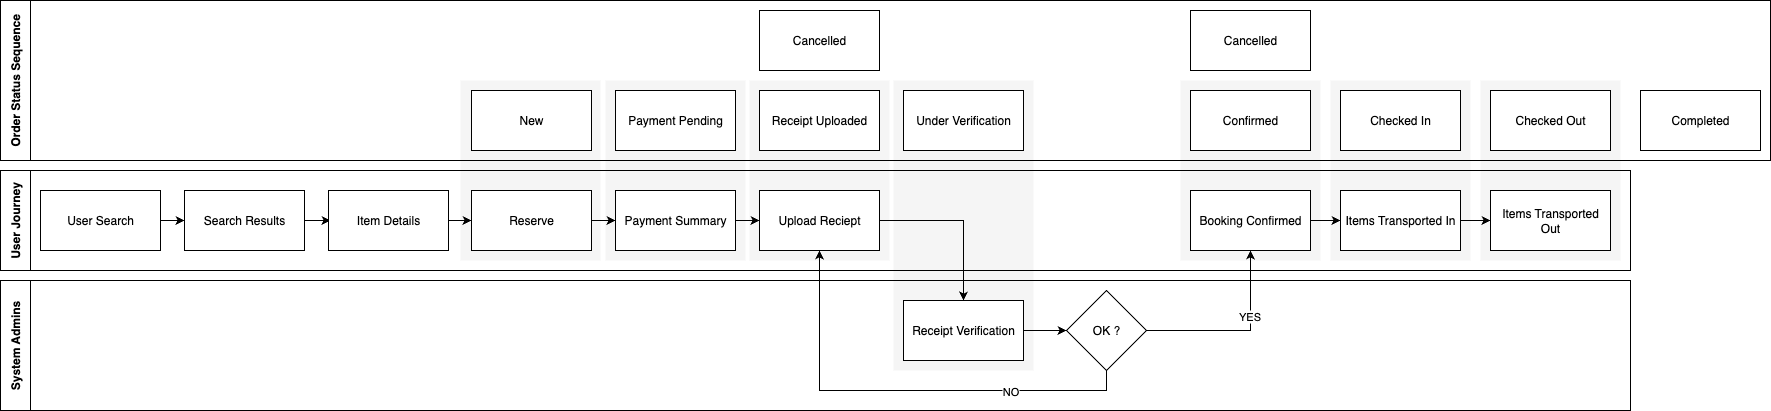 Order Status Sequence
Cancelled
Cancelled
New
Payment Pending
Receipt Uploaded
Under Verification
Confirmed
Checked In
Checked Out
Completed
User Journey
User Search
Search Results
Item Details
Reserve
Payment Summary
Upload Reciept
Booking Confirmed
Items Transported In
Items Transported
Out
System Admins
Receipt Verification
OK ?
YES
NO